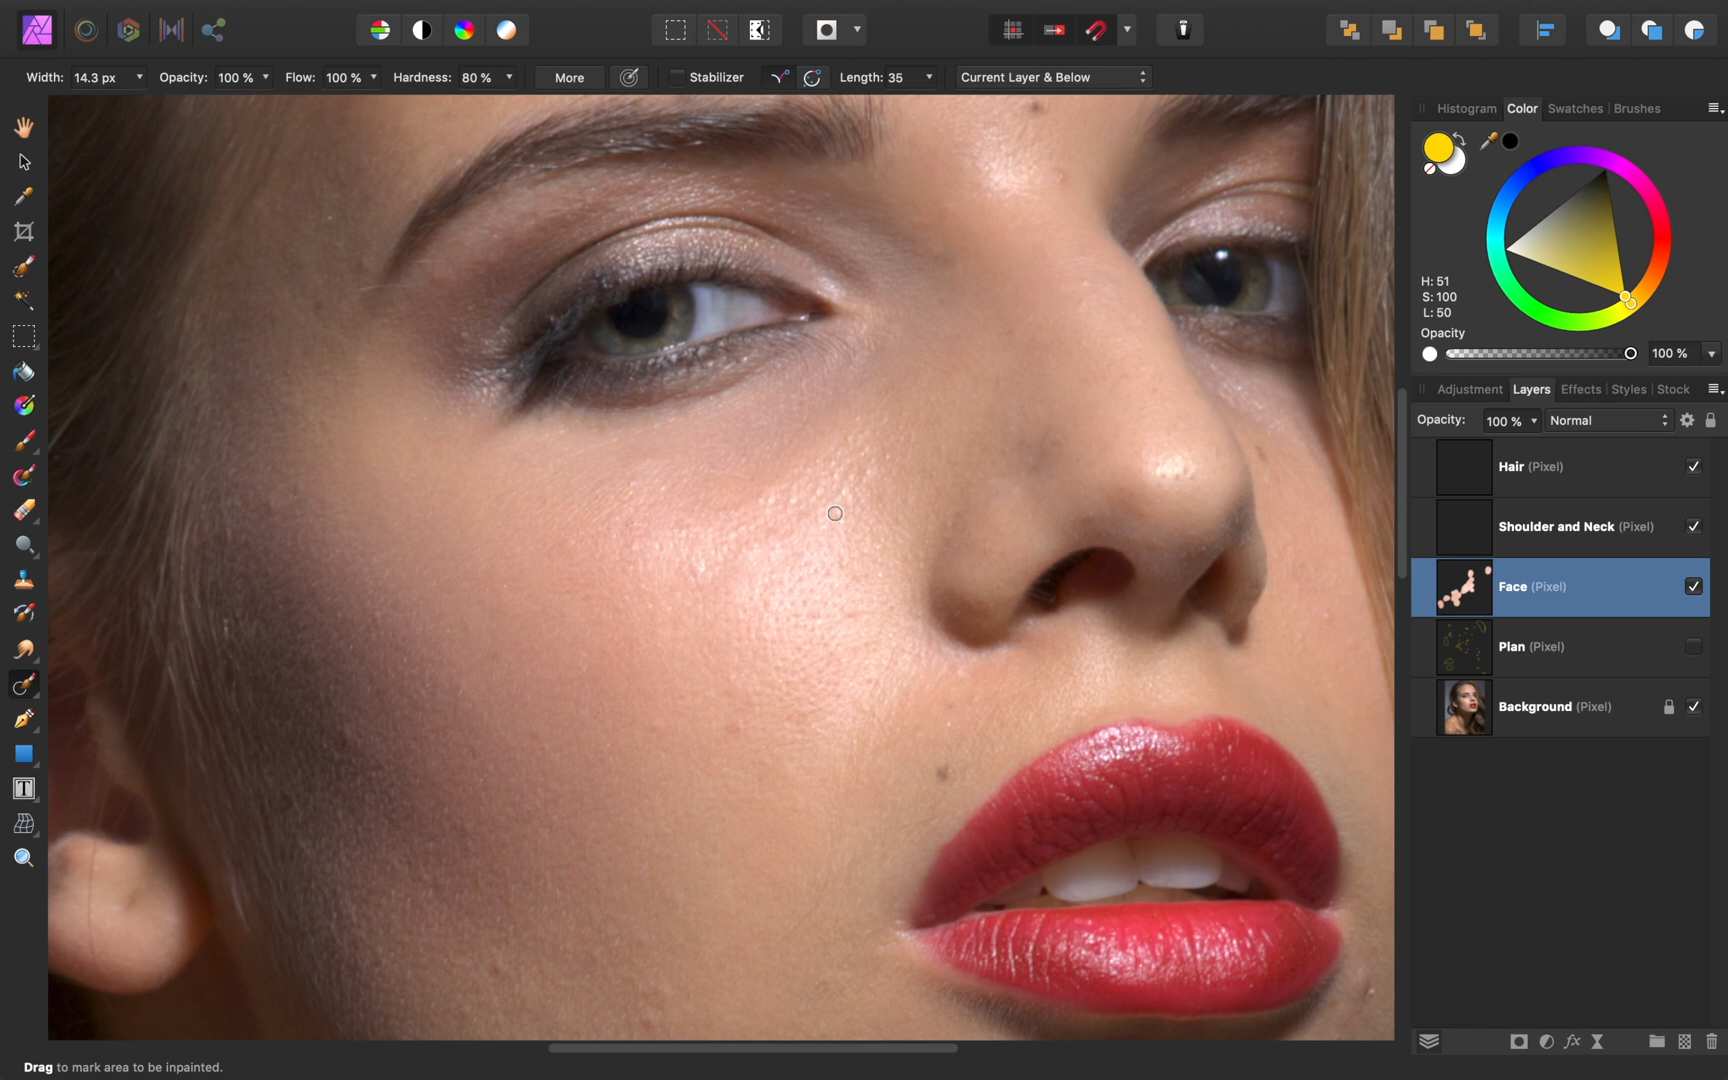 Width: 14.3 px Opacity: 100 % Flow: 100 % Hardness: 80 % More Stabilizer Length: 35 Current Layer & Below
Histogram Color Swatches Brushes
H: 51
S: 100
L: 50
Opacity
100 %
Adjustment Layers Effects Styles Stock
Opacity: 100 % Normal
Hair (Pixel)
Shoulder and Neck (Pixel)
Face (Pixel)
Plan (Pixel)
Background (Pixel)
T
fx
Drag to mark area to be inpainted.